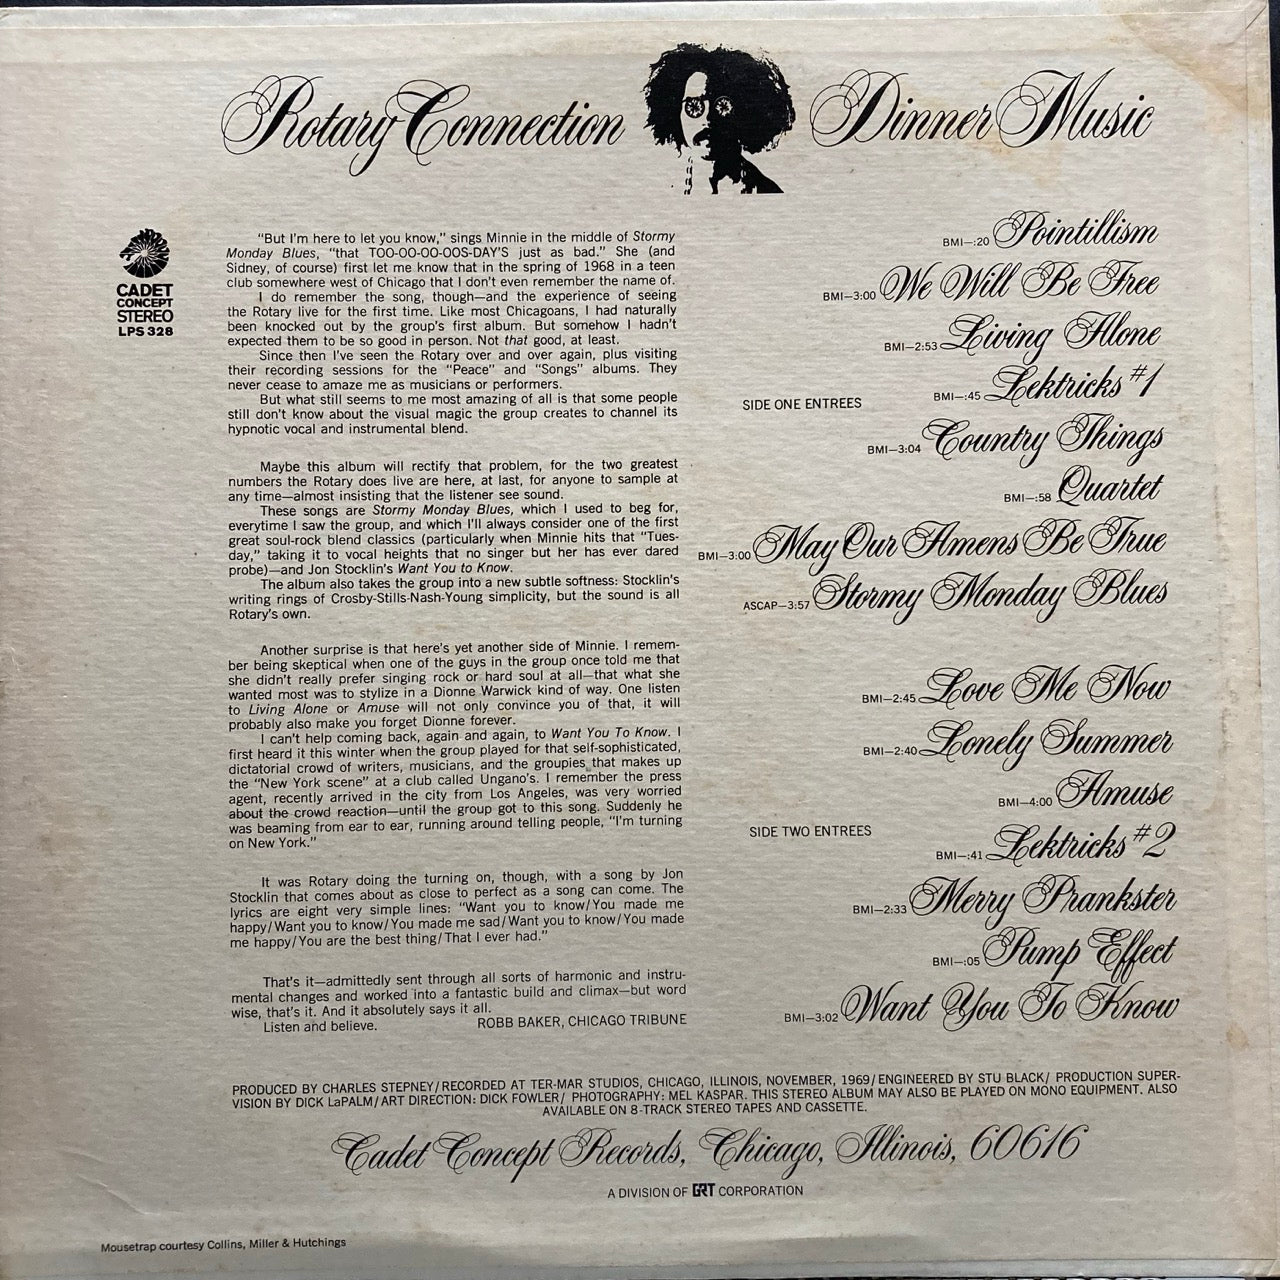 Rotary Connection
Dinner Music
CADET
CONCEPT
STEREO
LPS 328
"But I'm here to let you know," sings Minnie in the middle of Stormy
Monday Blues, "that TOO-OO-OO-OOS-DAY'S just as bad." She (and
Sidney, of course) first let me know that in the spring of 1968 in a teen
club somewhere west of Chicago that I don't even remember the name of.
I do remember the song, though—and the experience of seeing
the Rotary live for the first time. Like most Chicagoans, I had naturally
been knocked out by the group's first album. But somehow I hadn't
expected them to be so good in person. Not that good, at least.
Since then I've seen the Rotary over and over again, plus visiting
their recording sessions for the "Peace" and "Songs" albums. They
never cease to amaze me as musicians or performers.
But what still seems to me most amazing of all is that some people
still don't know about the visual magic the group creates to channel its
hypnotic vocal and instrumental blend.
Maybe this album will rectify that problem, for the two greatest
numbers the Rotary does live are here, at last, for anyone to sample at
any time—almost insisting that the listener see sound.
These songs are Stormy Monday Blues, which I used to beg for,
everytime I saw the group, and which I'll always consider one of the first
great soul-rock blend classics (particularly when Minnie hits that "Tues-
day," taking it to vocal heights that no singer but her has ever dared
probe)—and Jon Stocklin's Want You to Know.
The album also takes the group into a new subtle softness: Stocklin's
writing rings of Crosby-Stills-Nash-Young simplicity, but the sound is all
Rotary's own.
Another surprise is that here's yet another side of Minnie. I remem-
ber being skeptical when one of the guys in the group once told me that
she didn't really prefer singing rock or hard soul at all—that what she
wanted most was to stylize in a Dionne Warwick kind of way. One listen
to Living Alone or Amuse will not only convince you of that, it will
probably also make you forget Dionne forever.
I can't help coming back, again and again, to Want You To Know. I
first heard it this winter when the group played for that self-sophisticated,
dictatorial crowd of writers, musicians, and the groupies that makes up
the "New York scene" at a club called Ungano's. I remember the press
agent, recently arrived in the city from Los Angeles, was very worried
about the crowd reaction—until the group got to this song. Suddenly he
was beaming from ear to ear, running around telling people, "I'm turning
on New York."
It was Rotary doing the turning on, though, with a song by Jon
Stocklin that comes about as close to perfect as a song can come. The
lyrics are eight very simple lines: "Want you to know/You made me
happy/Want you to know/You made me sad/Want you to know/You made
me happy/You are the best thing/That I ever had."
That's it—admittedly sent through all sorts of harmonic and instru-
mental changes and worked into a fantastic build and climax—but word
wise, that's it. And it absolutely says it all.
Listen and believe.
ROBB BAKER, CHICAGO TRIBUNE
BMI—:20 Pointillism
BMI—3:00 We Will Be Free
BMI—2:53 Living Alone
BMI—:45 Lektricks #1
SIDE ONE ENTREES
BMI—3:04 Country Things
BMI—:58 Quartet
BMI—3:00 May Our Amens Be True
ASCAP—3:57 Stormy Monday Blues
BMI—2:45 Love Me Now
BMI—2:40 Lonely Summer
BMI—4:00 Amuse
SIDE TWO ENTREES
BMI—:41 Lektricks #2
BMI—2:33 Merry Prankster
BMI—:05 Pump Effect
BMI—3:02 Want You To Know
PRODUCED BY CHARLES STEPNEY/RECORDED AT TER-MAR STUDIOS, CHICAGO, ILLINOIS, NOVEMBER, 1969/ENGINEERED BY STU BLACK/ PRODUCTION SUPER-
VISION BY DICK LaPALM/ART DIRECTION: DICK FOWLER/ PHOTOGRAPHY: MEL KASPAR. THIS STEREO ALBUM MAY ALSO BE PLAYED ON MONO EQUIPMENT. ALSO
AVAILABLE ON 8-TRACK STEREO TAPES AND CASSETTE.
Cadet Concept Records, Chicago, Illinois, 60616
A DIVISION OF GRT CORPORATION
Mousetrap courtesy Collins, Miller & Hutchings